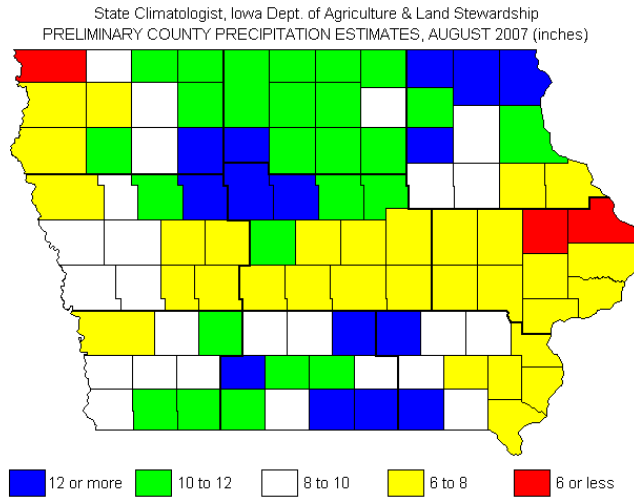 State Climatologist, Iowa Dept. of Agriculture & Land Stewardship
PRELIMINARY COUNTY PRECIPITATION ESTIMATES, AUGUST 2007 (inches)
12 or more 10 to 12 8 to 10 6 to 8 6 or less